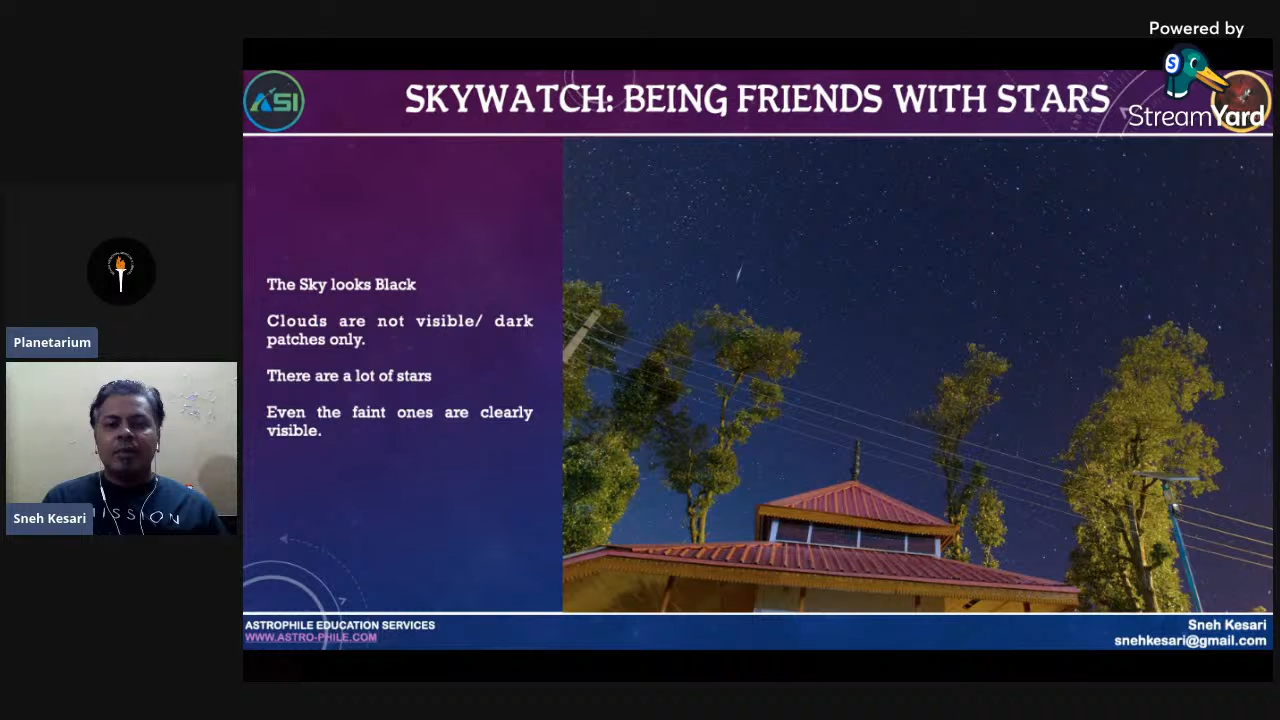 Powered by
StreamYard
ASI
SKYWATCH: BEING FRIENDS WITH STARS
The Sky looks Black
Clouds are not visible/ dark
patches only.
There are a lot of stars
Even the faint ones are clearly
visible.
Planetarium
Sneh Kesari
MISSION
ASTROPHILE EDUCATION SERVICES
WWW.ASTRO-PHILE.COM
Sneh Kesari
snehkesari@gmail.com